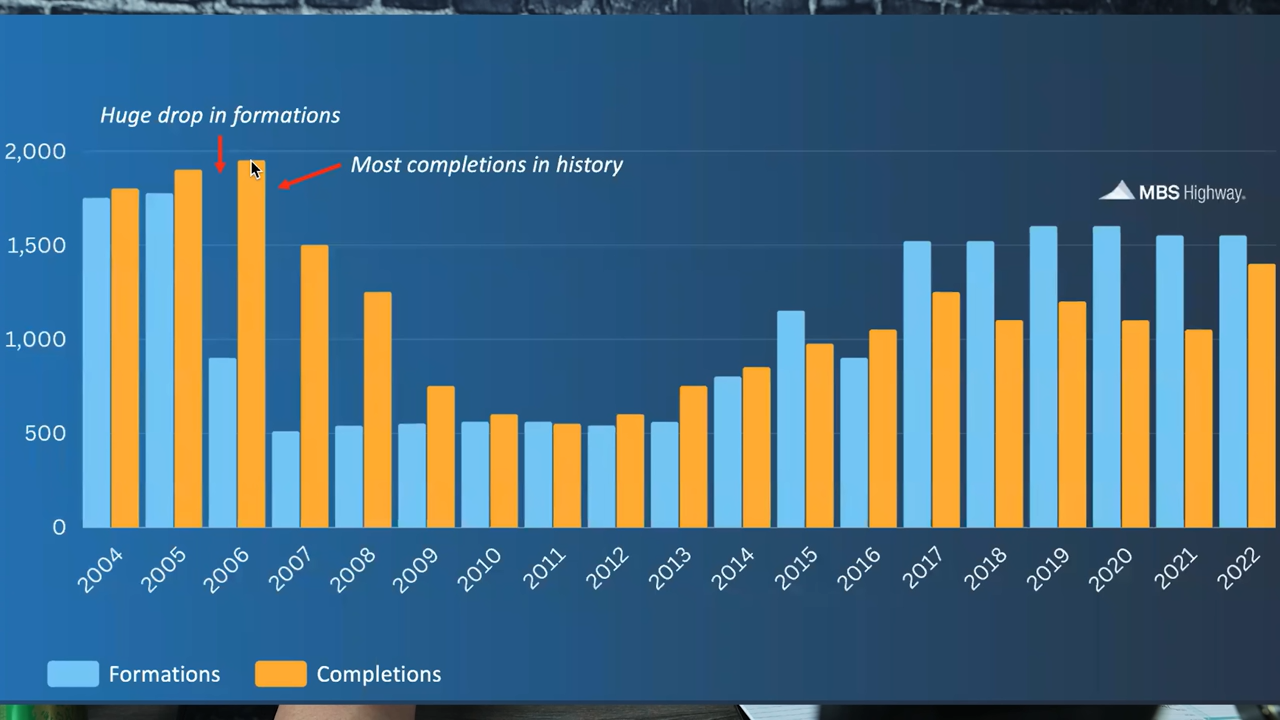 Huge drop in formations
2,000
Most completions in history
MBS Highway
1,500
1,000
500
0
2004 2005 2006 2007 2008 2009 2010 2011 2012 2013 2014 2015 2016 2017 2018 2019 2020 2021 2022
Formations Completions